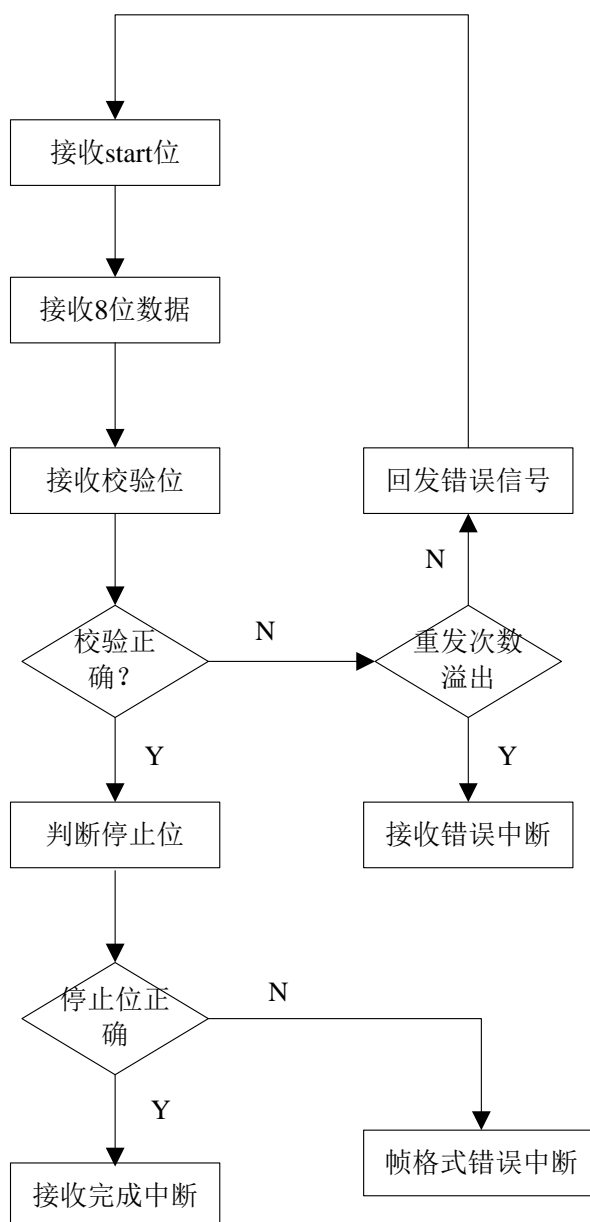 接收start位
接收8位数据
接收校验位
回发错误信号
N
校验正
确？
N
重发次数
溢出
Y
Y
判断停止位
接收错误中断
停止位正
确
N
Y
帧格式错误中断
接收完成中断